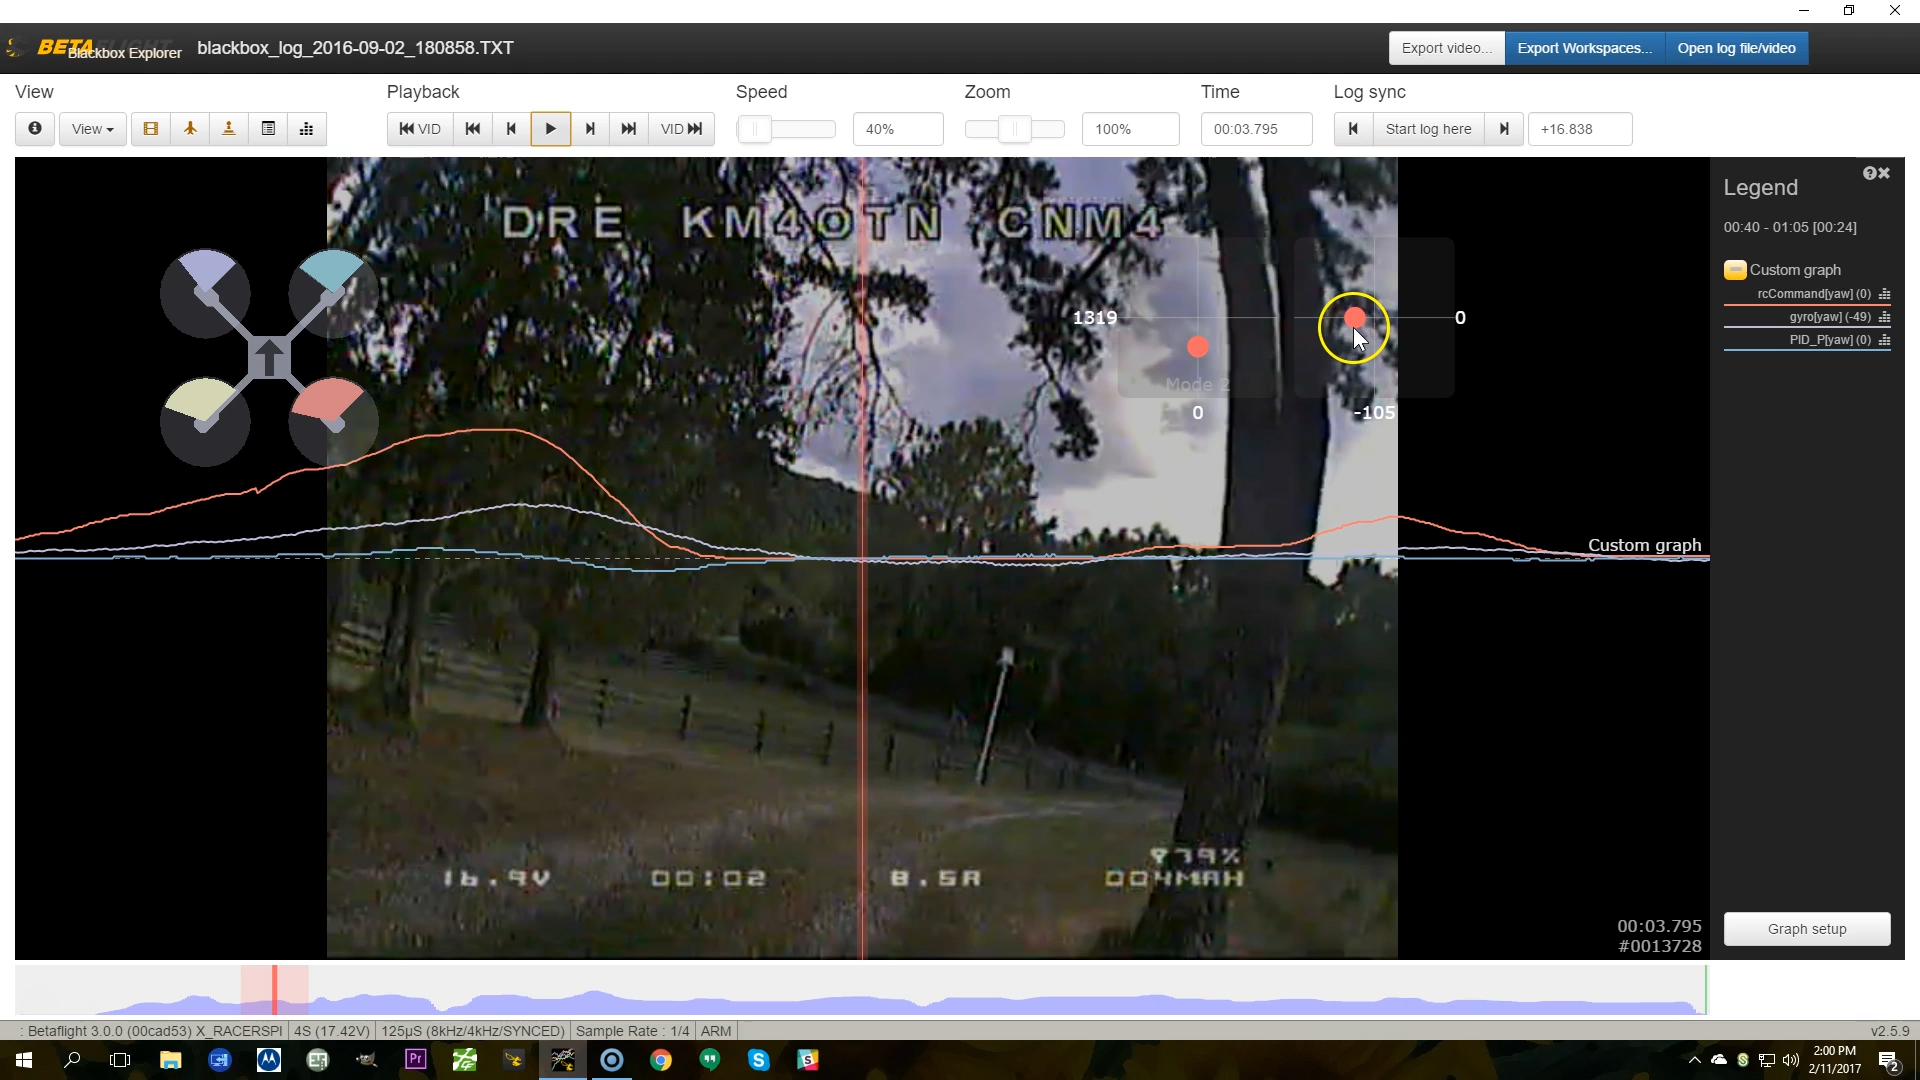 BETAFLIGHT
Blackbox Explorer
blackbox_log_2016-09-02_180858.TXT
Export video...
Export Workspaces...
Open log file/video
View
Playback
Speed
Zoom
Time
Log sync
View
VID
VID
40%
100%
00:03.795
Start log here
+16.838
Legend
00:40 - 01:05 [00:24]
Custom graph
rcCommand[yaw] (0)
gyro[yaw] (-49)
PID_P[yaw] (0)
DRE KM4OTN CNM4
1319
0
Mode 2
0
-105
Custom graph
79%
16.9V 00:02 8.5A 004MAH
00:03.795
#0013728
Graph setup
: Betaflight 3.0.0 (00cad53) X_RACERSPI
4S (17.42V)
125µS (8kHz/4kHz/SYNCED)
Sample Rate : 1/4
ARM
v2.5.9
2:00 PM
2/11/2017
2